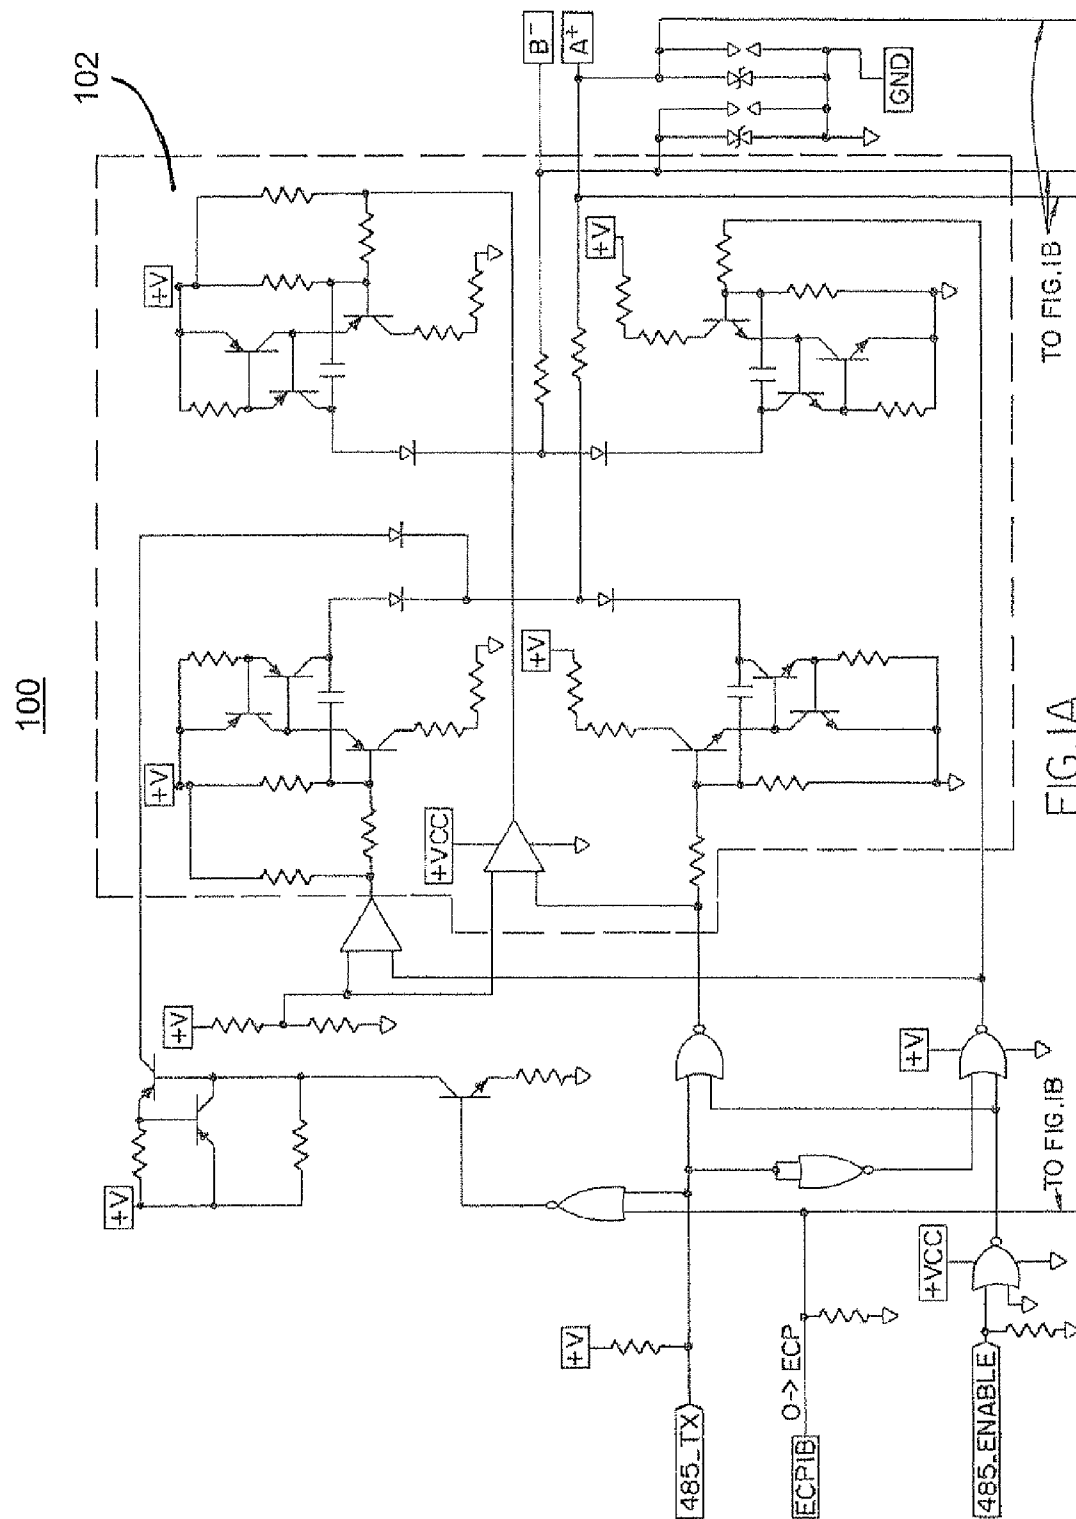 100
102
+V
+V
B-
A+
GND
+V
+V
+VCC
+V
+V
+V
+V
+VCC
485_TX
ECPIB
0->ECP
485_ENABLE
TO FIG.1B
TO FIG.1B
FIG.1A